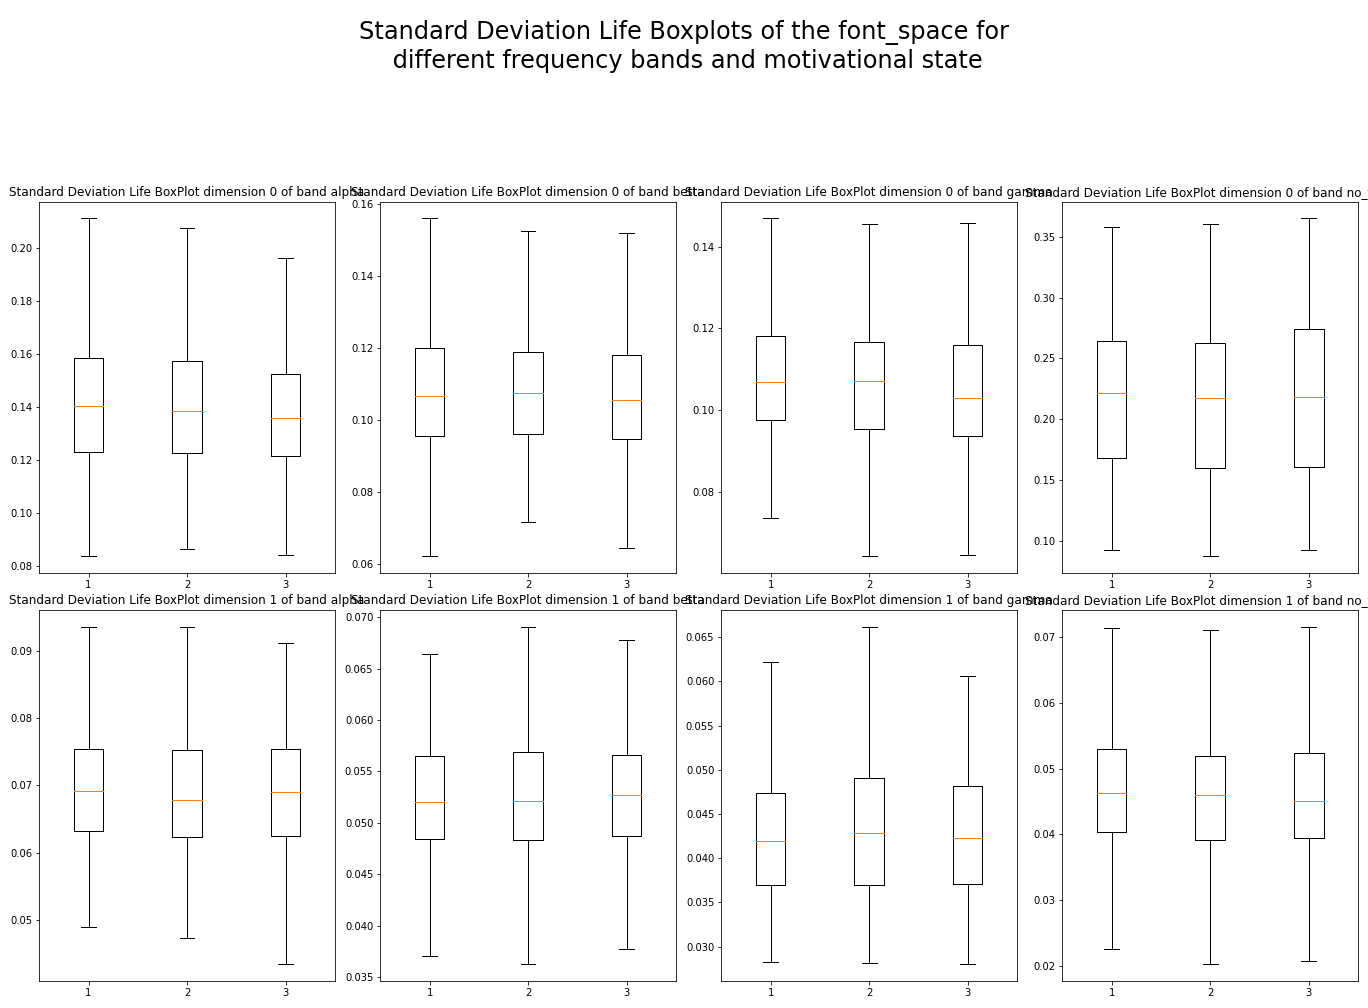 Standard Deviation Life Boxplots of the font_space for
different frequency bands and motivational state
Standard Deviation Life BoxPlot dimension 0 of band alpha
Standard Deviation Life BoxPlot dimension 0 of band beta
Standard Deviation Life BoxPlot dimension 0 of band gamma
Standard Deviation Life BoxPlot dimension 0 of band no_
0.20
0.18
0.16
0.14
0.12
0.10
0.08
1 2 3
0.16
0.14
0.12
0.10
0.08
0.06
1 2 3
0.14
0.12
0.10
0.08
1 2 3
0.35
0.30
0.25
0.20
0.15
0.10
1 2 3
Standard Deviation Life BoxPlot dimension 1 of band alpha
Standard Deviation Life BoxPlot dimension 1 of band beta
Standard Deviation Life BoxPlot dimension 1 of band gamma
Standard Deviation Life BoxPlot dimension 1 of band no_
0.09
0.08
0.07
0.06
0.05
1 2 3
0.070
0.065
0.060
0.055
0.050
0.045
0.040
0.035
1 2 3
0.065
0.060
0.055
0.050
0.045
0.040
0.035
0.030
1 2 3
0.07
0.06
0.05
0.04
0.03
0.02
1 2 3